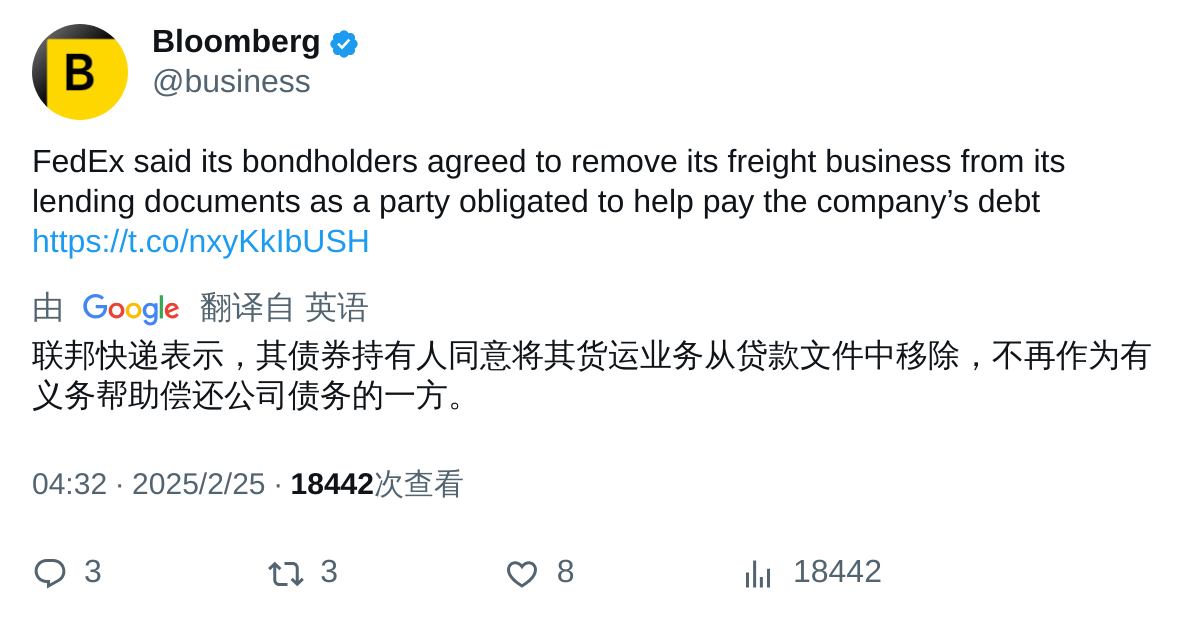 B
Bloomberg
@business
FedEx said its bondholders agreed to remove its freight business from its
lending documents as a party obligated to help pay the company’s debt
https://t.co/nxyKkIbUSH
由 Google 翻译自 英语
联邦快递表示，其债券持有人同意将其货运业务从贷款文件中移除，不再作为有
义务帮助偿还公司债务的一方。
04:32 · 2025/2/25 · 18442次查看
3 3 8 18442